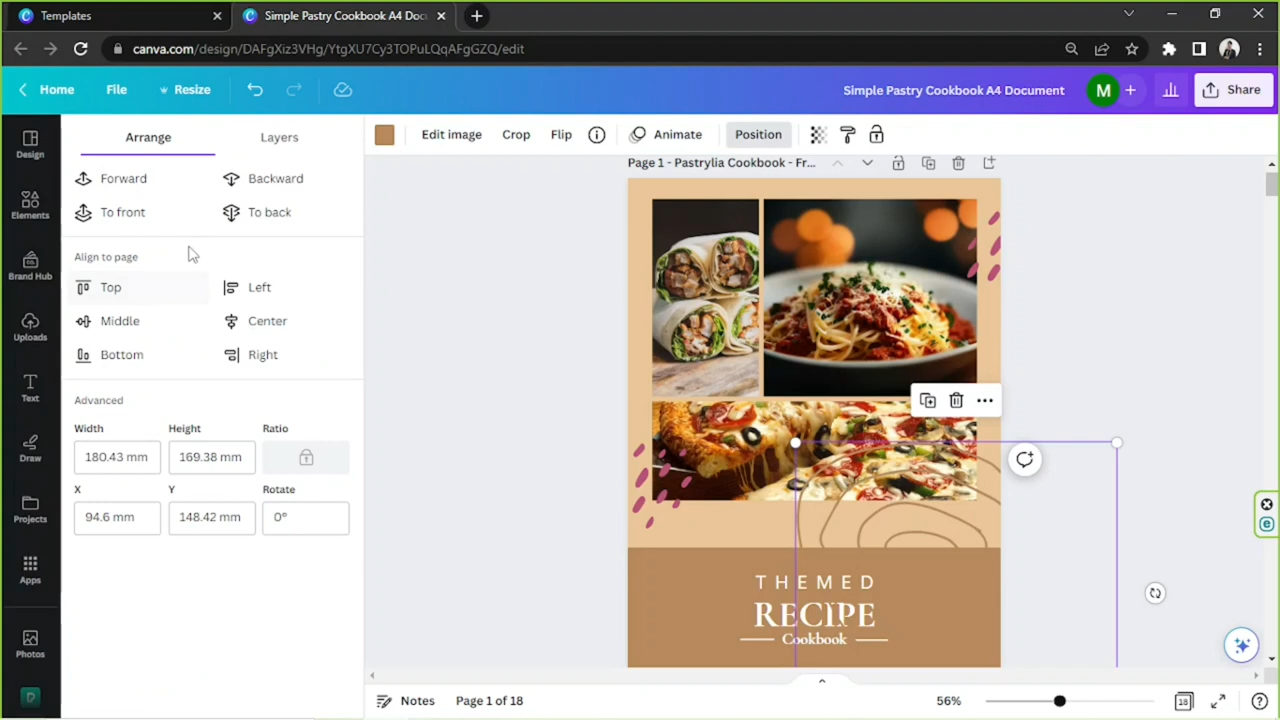 Templates
Simple Pastry Cookbook A4 Docu
canva.com/design/DAFgXiz3VHg/YtgXU7Cy3TOPuLQqAFgGZQ/edit
Home
File
Resize
Simple Pastry Cookbook A4 Document
M
Share
Design
Elements
Brand Hub
Uploads
Text
Draw
Projects
Apps
Photos
Arrange
Layers
Forward
Backward
To front
To back
Align to page
Top
Left
Middle
Center
Bottom
Right
Advanced
Width
Height
Ratio
180.43 mm
169.38 mm
X
Y
Rotate
94.6 mm
148.42 mm
0°
Edit image
Crop
Flip
Animate
Position
Page 1 - Pastrylia Cookbook - Fr...
THEMED
RECIPE
Cookbook
Notes
Page 1 of 18
56%
18